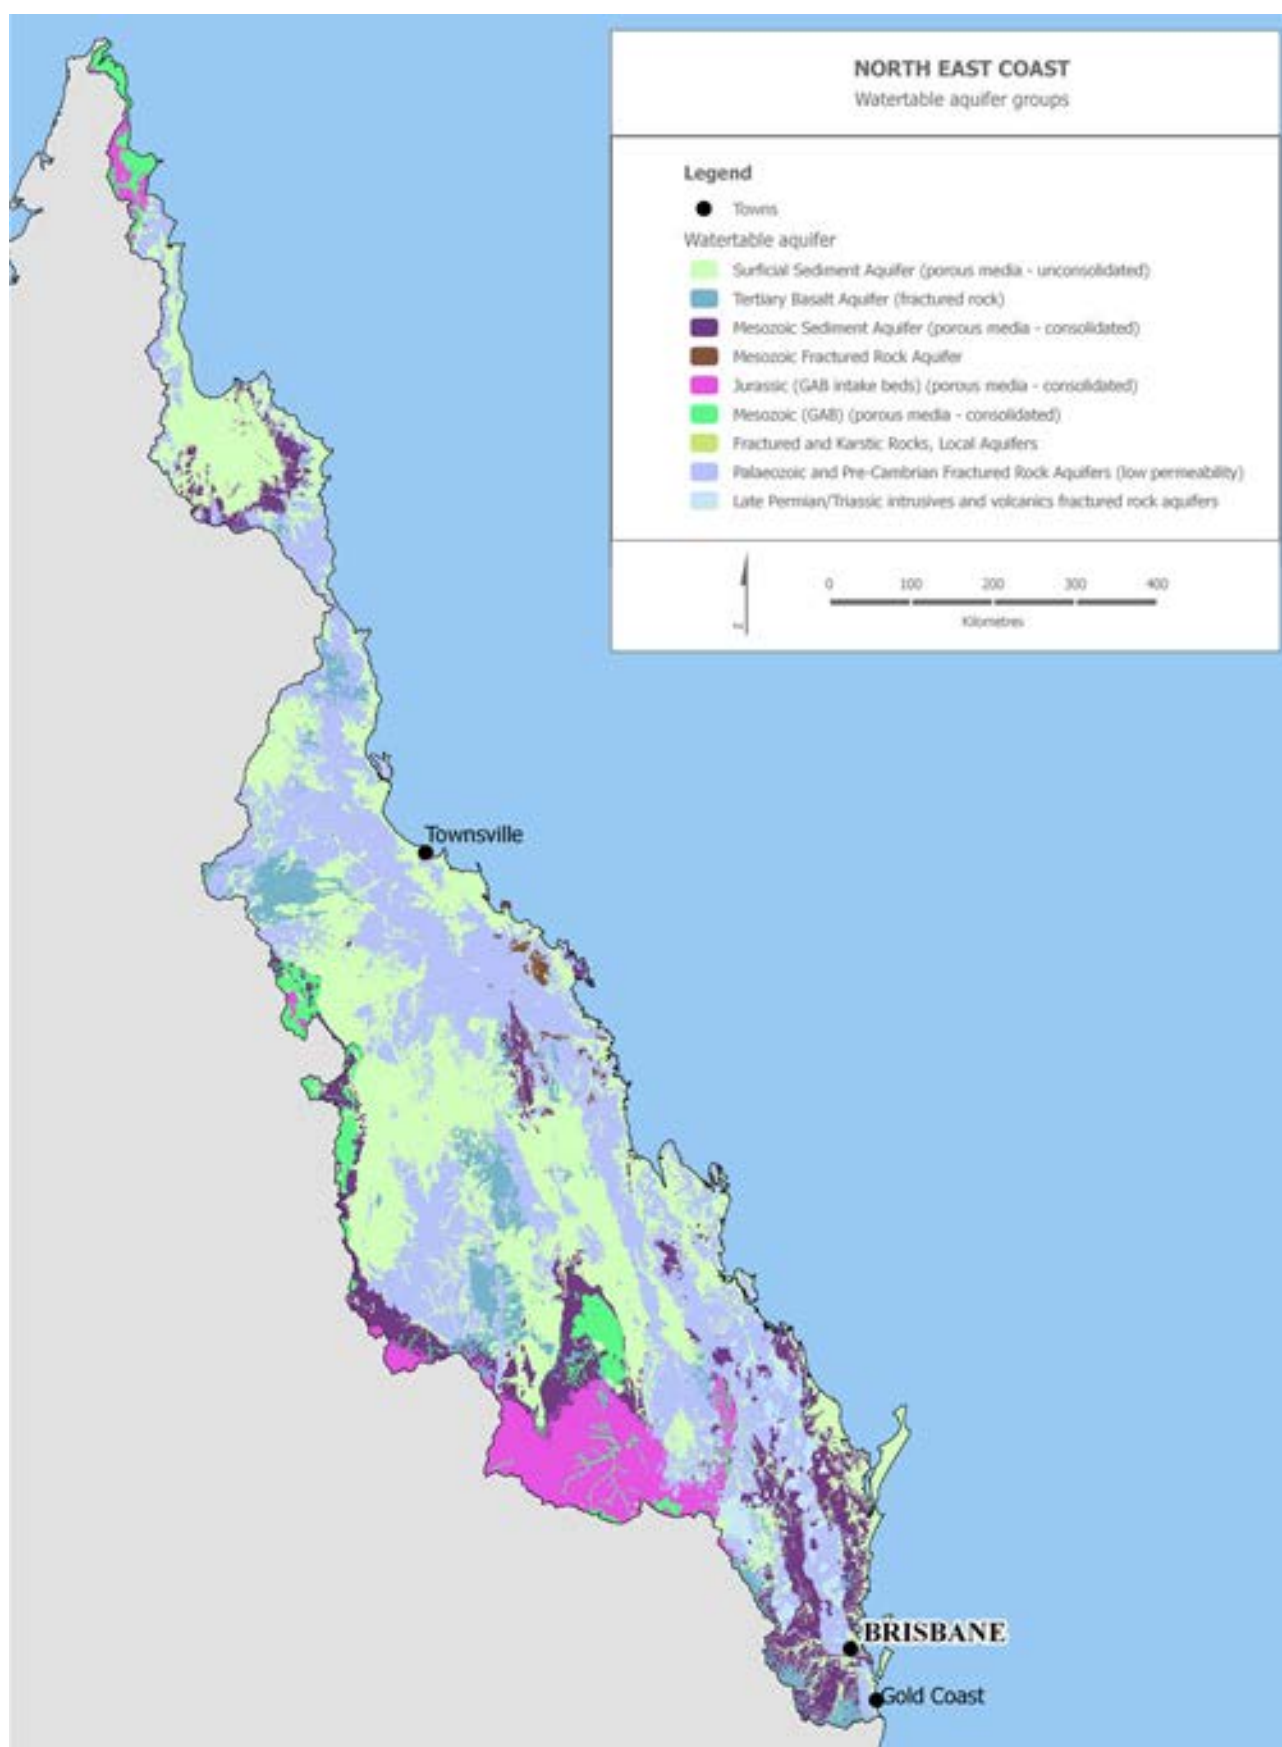 NORTH EAST COAST
Watertable aquifer groups
Legend
Towns
Watertable aquifer
Surficial Sediment Aquifer (porous media - unconsolidated)
Tertiary Basalt Aquifer (fractured rock)
Mesozoic Sediment Aquifer (porous media - consolidated)
Mesozoic Fractured Rock Aquifer
Jurassic (GAB intake beds) (porous media - consolidated)
Mesozoic (GAB) (porous media - consolidated)
Fractured and Karstic Rocks, Local Aquifers
Palaeozoic and Pre-Cambrian Fractured Rock Aquifers (low permeability)
Late Permian/Triassic intrusives and volcanics fractured rock aquifers
0 100 200 300 400
Kilometres
N
Townsville
BRISBANE
Gold Coast